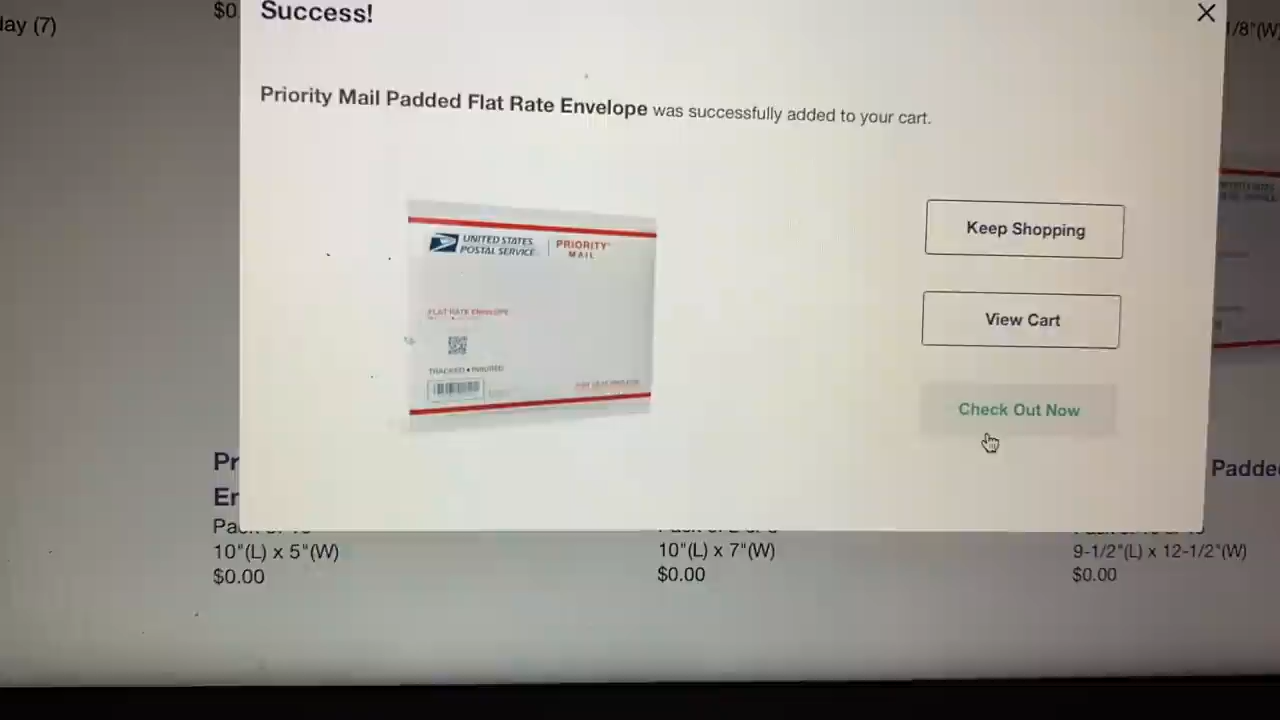 lay (7)
$0
Success!
1/8"(W)
Priority Mail Padded Flat Rate Envelope was successfully added to your cart.
UNITED STATES
POSTAL SERVICE
PRIORITY
MAIL
FLAT RATE ENVELOPE
TRACKED • INSURED
Keep Shopping
View Cart
Check Out Now
Pr
Er
Padde
10"(L) x 5"(W)
$0.00
10"(L) x 7"(W)
$0.00
9-1/2"(L) x 12-1/2"(W)
$0.00